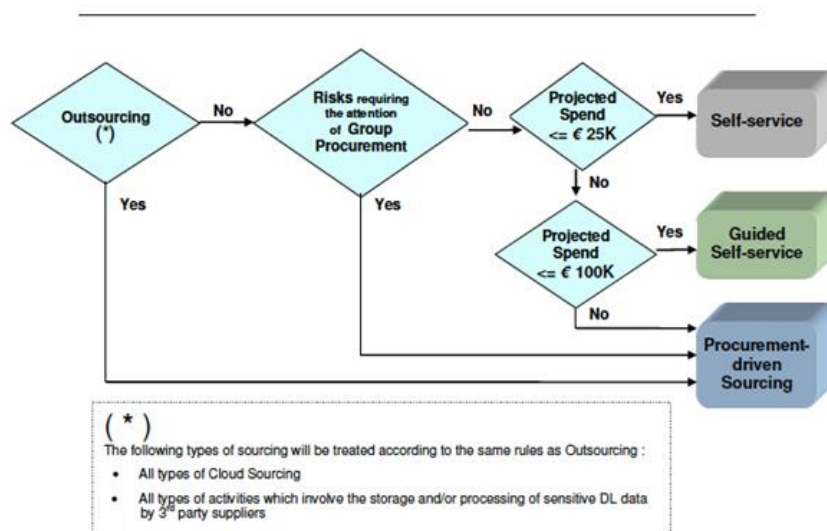 Outsourcing
(*)
No
Yes
Risks requiring
the attention
of Group
Procurement
No
Yes
Projected
Spend
<= € 25K
Yes
No
Self-service
Projected
Spend
<= € 100K
Yes
No
Guided
Self-service
Procurement-
driven
Sourcing
( * )
The following types of sourcing will be treated according to the same rules as Outsourcing :
• All types of Cloud Sourcing
• All types of activities which involve the storage and/or processing of sensitive DL data
by 3rd party suppliers